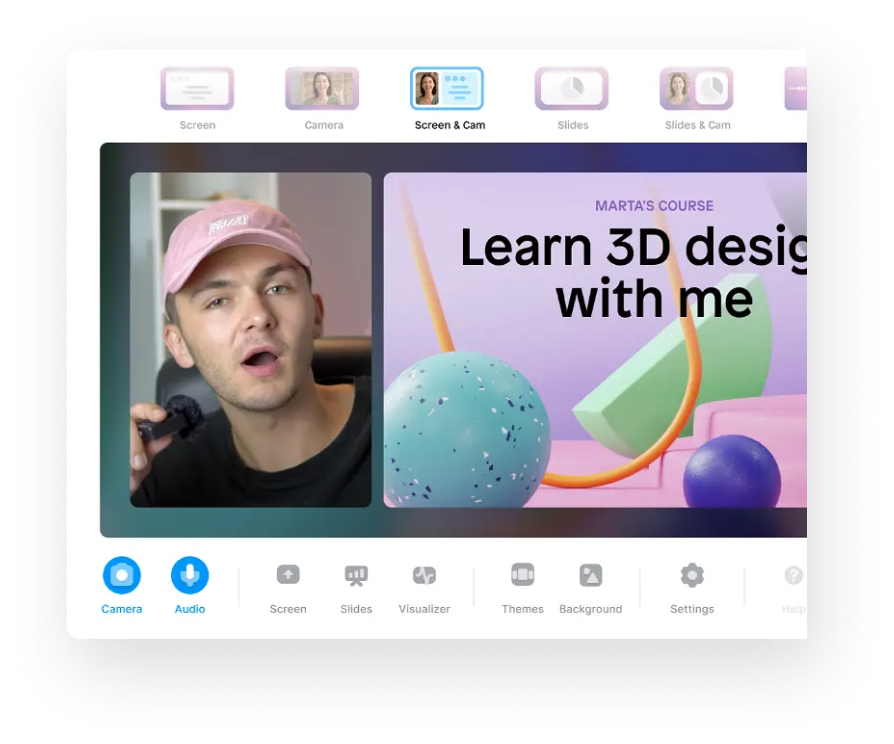 Screen
Camera
Screen & Cam
Slides
Slides & Cam
MARTA'S COURSE
Learn 3D desig
with me
Camera
Audio
Screen
Slides
Visualizer
Themes
Background
Settings
Help